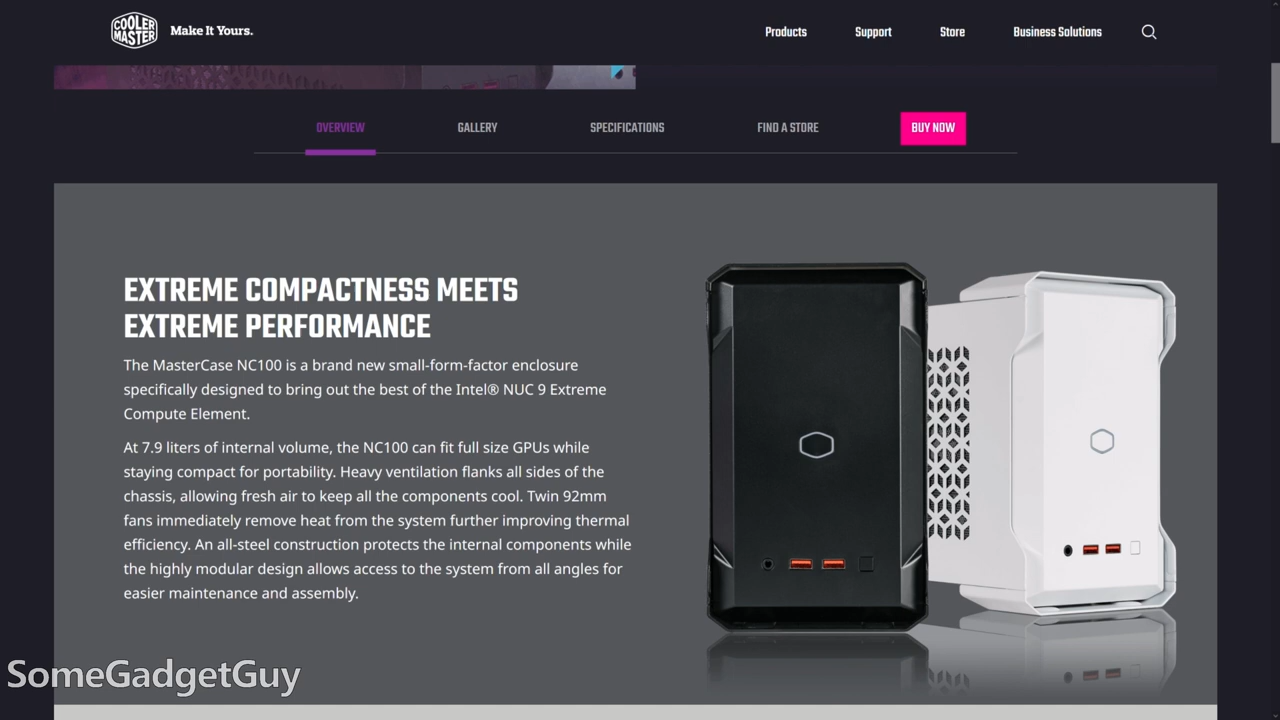 COOLER MASTER
Make It Yours.
Products
Support
Store
Business Solutions
OVERVIEW
GALLERY
SPECIFICATIONS
FIND A STORE
BUY NOW
EXTREME COMPACTNESS MEETS
EXTREME PERFORMANCE
The MasterCase NC100 is a brand new small-form-factor enclosure
specifically designed to bring out the best of the Intel® NUC 9 Extreme
Compute Element.
At 7.9 liters of internal volume, the NC100 can fit full size GPUs while
staying compact for portability. Heavy ventilation flanks all sides of the
chassis, allowing fresh air to keep all the components cool. Twin 92mm
fans immediately remove heat from the system further improving thermal
efficiency. An all-steel construction protects the internal components while
the highly modular design allows access to the system from all angles for
easier maintenance and assembly.
SomeGadgetGuy